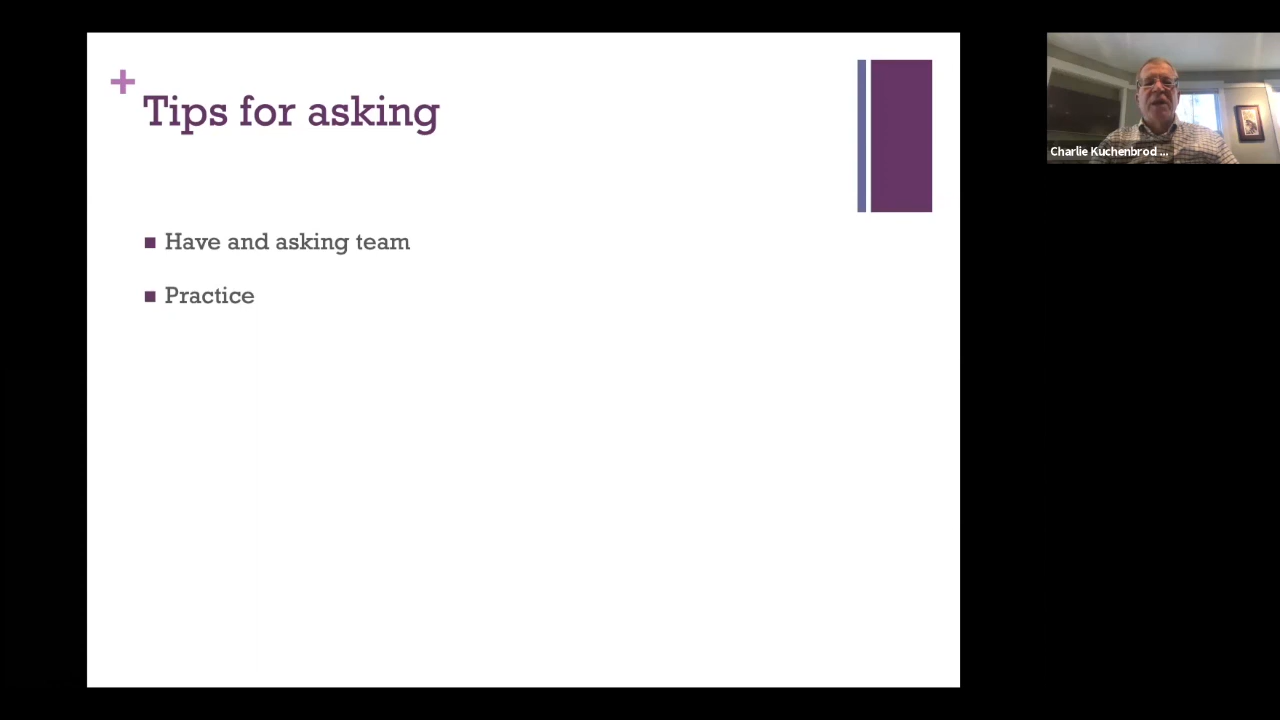 +
Tips for asking
Have and asking team
Practice
Charlie Kuchenbrod ...